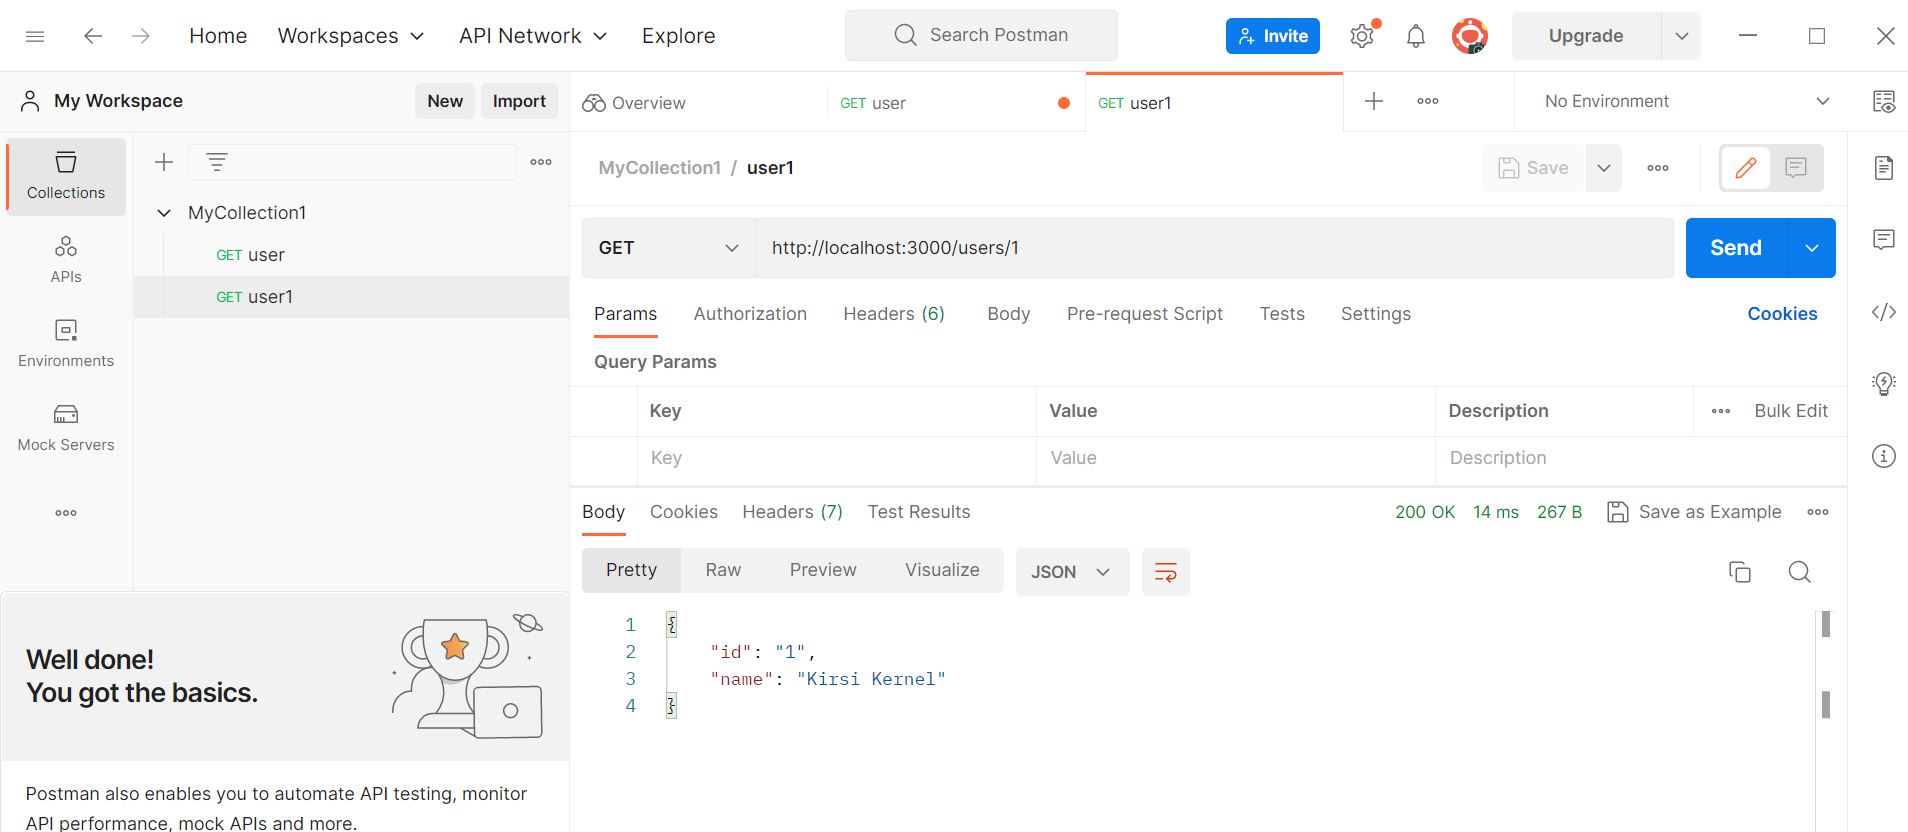 Home Workspaces API Network Explore Search Postman Invite Upgrade
My Workspace New Import
Overview GET user GET user1 No Environment
Collections
APIs
Environments
Mock Servers
MyCollection1
GET user
GET user1
MyCollection1 / user1 Save
GET http://localhost:3000/users/1 Send
Params Authorization Headers (6) Body Pre-request Script Tests Settings Cookies
Query Params
Key Value Description Bulk Edit
Key Value Description
Body Cookies Headers (7) Test Results 200 OK 14 ms 267 B Save as Example
Pretty Raw Preview Visualize JSON
1 {
2 "id": "1",
3 "name": "Kirsi Kernel"
4 }
Well done!
You got the basics.
Postman also enables you to automate API testing, monitor
API performance, mock APIs and more.